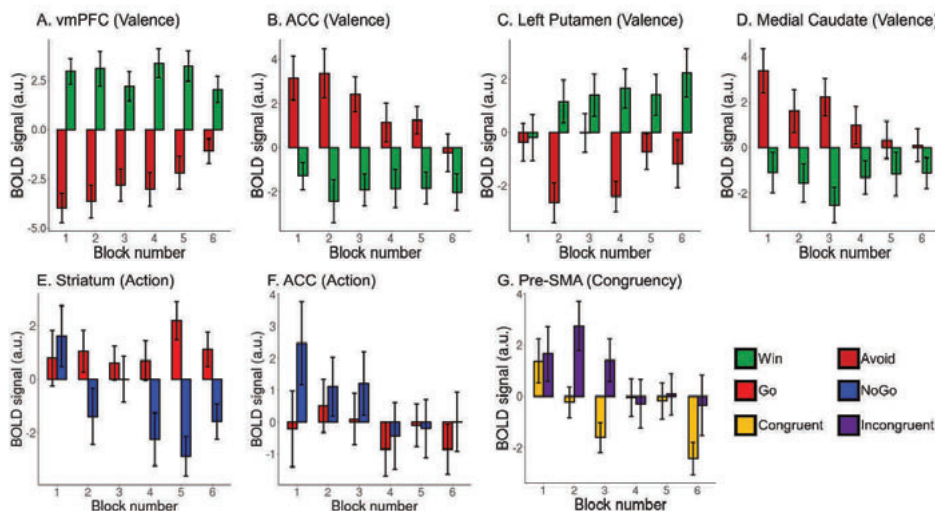 A. vmPFC (Valence)
B. ACC (Valence)
C. Left Putamen (Valence)
D. Medial Caudate (Valence)
BOLD signal (a.u.)
2.5
0.0
-2.5
-5.0
1 2 3 4 5 6
Block number
BOLD signal (a.u.)
4
2
0
-2
1 2 3 4 5 6
Block number
BOLD signal (a.u.)
2
0
-2
1 2 3 4 5 6
Block number
BOLD signal (a.u.)
4
2
0
-2
1 2 3 4 5 6
Block number
E. Striatum (Action)
F. ACC (Action)
G. Pre-SMA (Congruency)
BOLD signal (a.u.)
2
0
-2
1 2 3 4 5 6
Block number
BOLD signal (a.u.)
4
3
2
1
0
-1
1 2 3 4 5 6
Block number
BOLD signal (a.u.)
4
2
0
-2
1 2 3 4 5 6
Block number
Win Avoid
Go NoGo
Congruent Incongruent